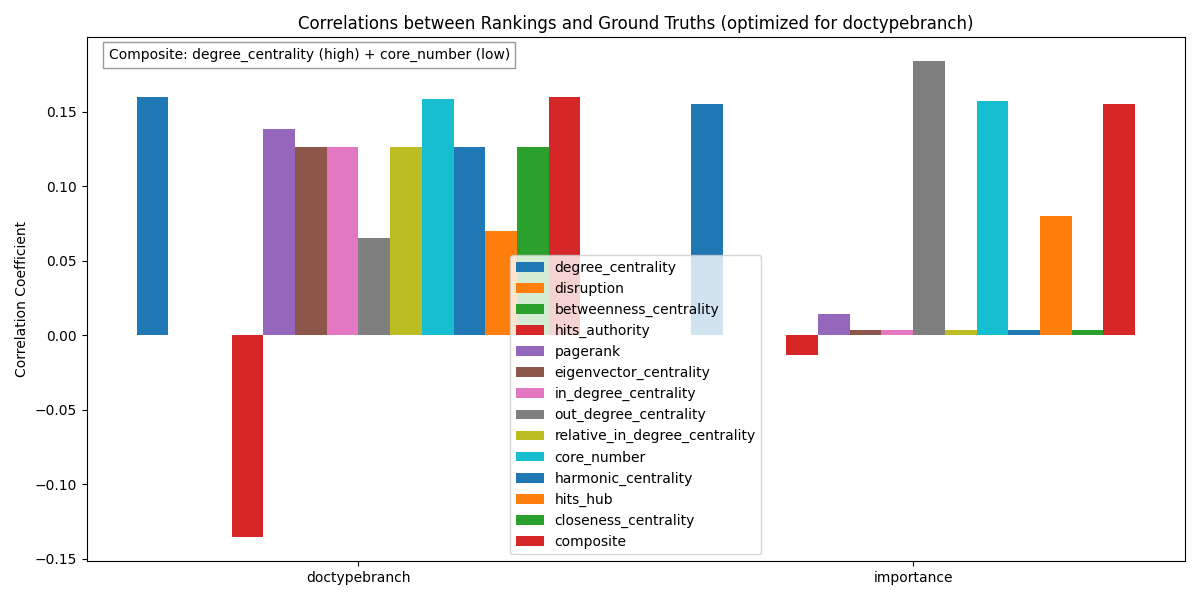 Correlations between Rankings and Ground Truths (optimized for doctypebranch)
Composite: degree_centrality (high) + core_number (low)
Correlation Coefficient
0.15
0.10
0.05
0.00
−0.05
−0.10
−0.15
degree_centrality
disruption
betweenness_centrality
hits_authority
pagerank
eigenvector_centrality
in_degree_centrality
out_degree_centrality
relative_in_degree_centrality
core_number
harmonic_centrality
hits_hub
closeness_centrality
composite
doctypebranch
importance